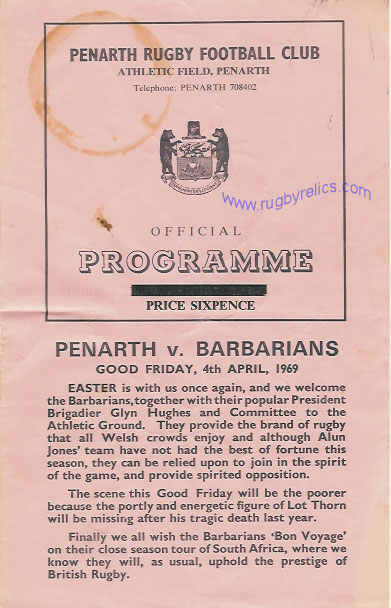 PENARTH RUGBY FOOTBALL CLUB
ATHLETIC FIELD, PENARTH
Telephone: PENARTH 708402
www.rugbyrelics.com
OFFICIAL
PROGRAMME
PRICE SIXPENCE
PENARTH v. BARBARIANS
GOOD FRIDAY, 4th APRIL, 1969
EASTER is with us once again, and we welcome
the Barbarians, together with their popular President
Brigadier Glyn Hughes and Committee to the
Athletic Ground. They provide the brand of rugby
that all Welsh crowds enjoy and although Alun
Jones' team have not had the best of fortune this
season, they can be relied upon to join in the spirit
of the game, and provide spirited opposition.
The scene this Good Friday will be the poorer
because the portly and energetic figure of Lot Thorn
will be missing after his tragic death last year.
Finally we all wish the Barbarians 'Bon Voyage'
on their close season tour of South Africa, where we
know they will, as usual, uphold the prestige of
British Rugby.